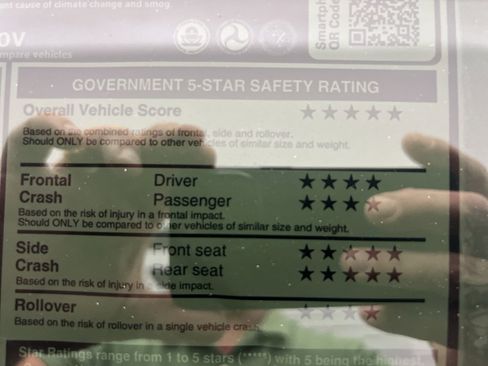 ent cause of climate change and smog
ov
mpare vehicles
Smartph
QR Code
GOVERNMENT 5-STAR SAFETY RATING
Overall Vehicle Score ★★★★★
Based on the combined ratings of frontal, side and rollover.
Should ONLY be compared to other vehicles of similar size and weight.
Frontal Driver ★★★★
Crash Passenger ★★★★
Based on the risk of injury in a frontal impact.
Should ONLY be compared to other vehicles of similar size and weight.
Side Front seat ★★★★★
Crash Rear seat ★★★★★
Based on the risk of injury in a side impact.
Rollover ★★★★
Based on the risk of rollover in a single vehicle crash.
Star Ratings range from 1 to 5 stars (*****) with 5 being the highest.